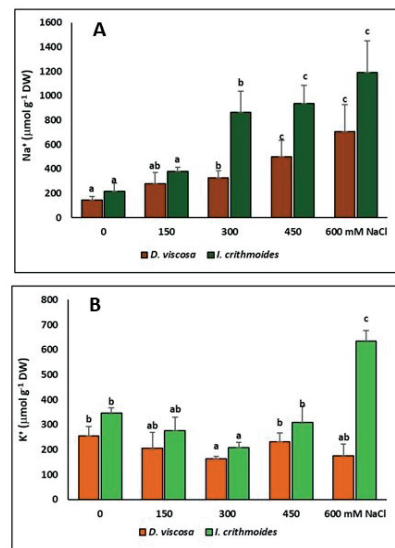 A
Na⁺ (µmol g⁻¹ DW)
1600
1400
1200
1000
800
600
400
200
0
a
a
ab
a
b
b
c
c
c
c
0
150
300
450
600 mM NaCl
D. viscosa
I. crithmoides
B
K⁺ (µmol g⁻¹ DW)
800
700
600
500
400
300
200
100
0
b
b
ab
ab
a
a
b
b
ab
c
0
150
300
450
600 mM NaCl
D. viscosa
I. crithmoides